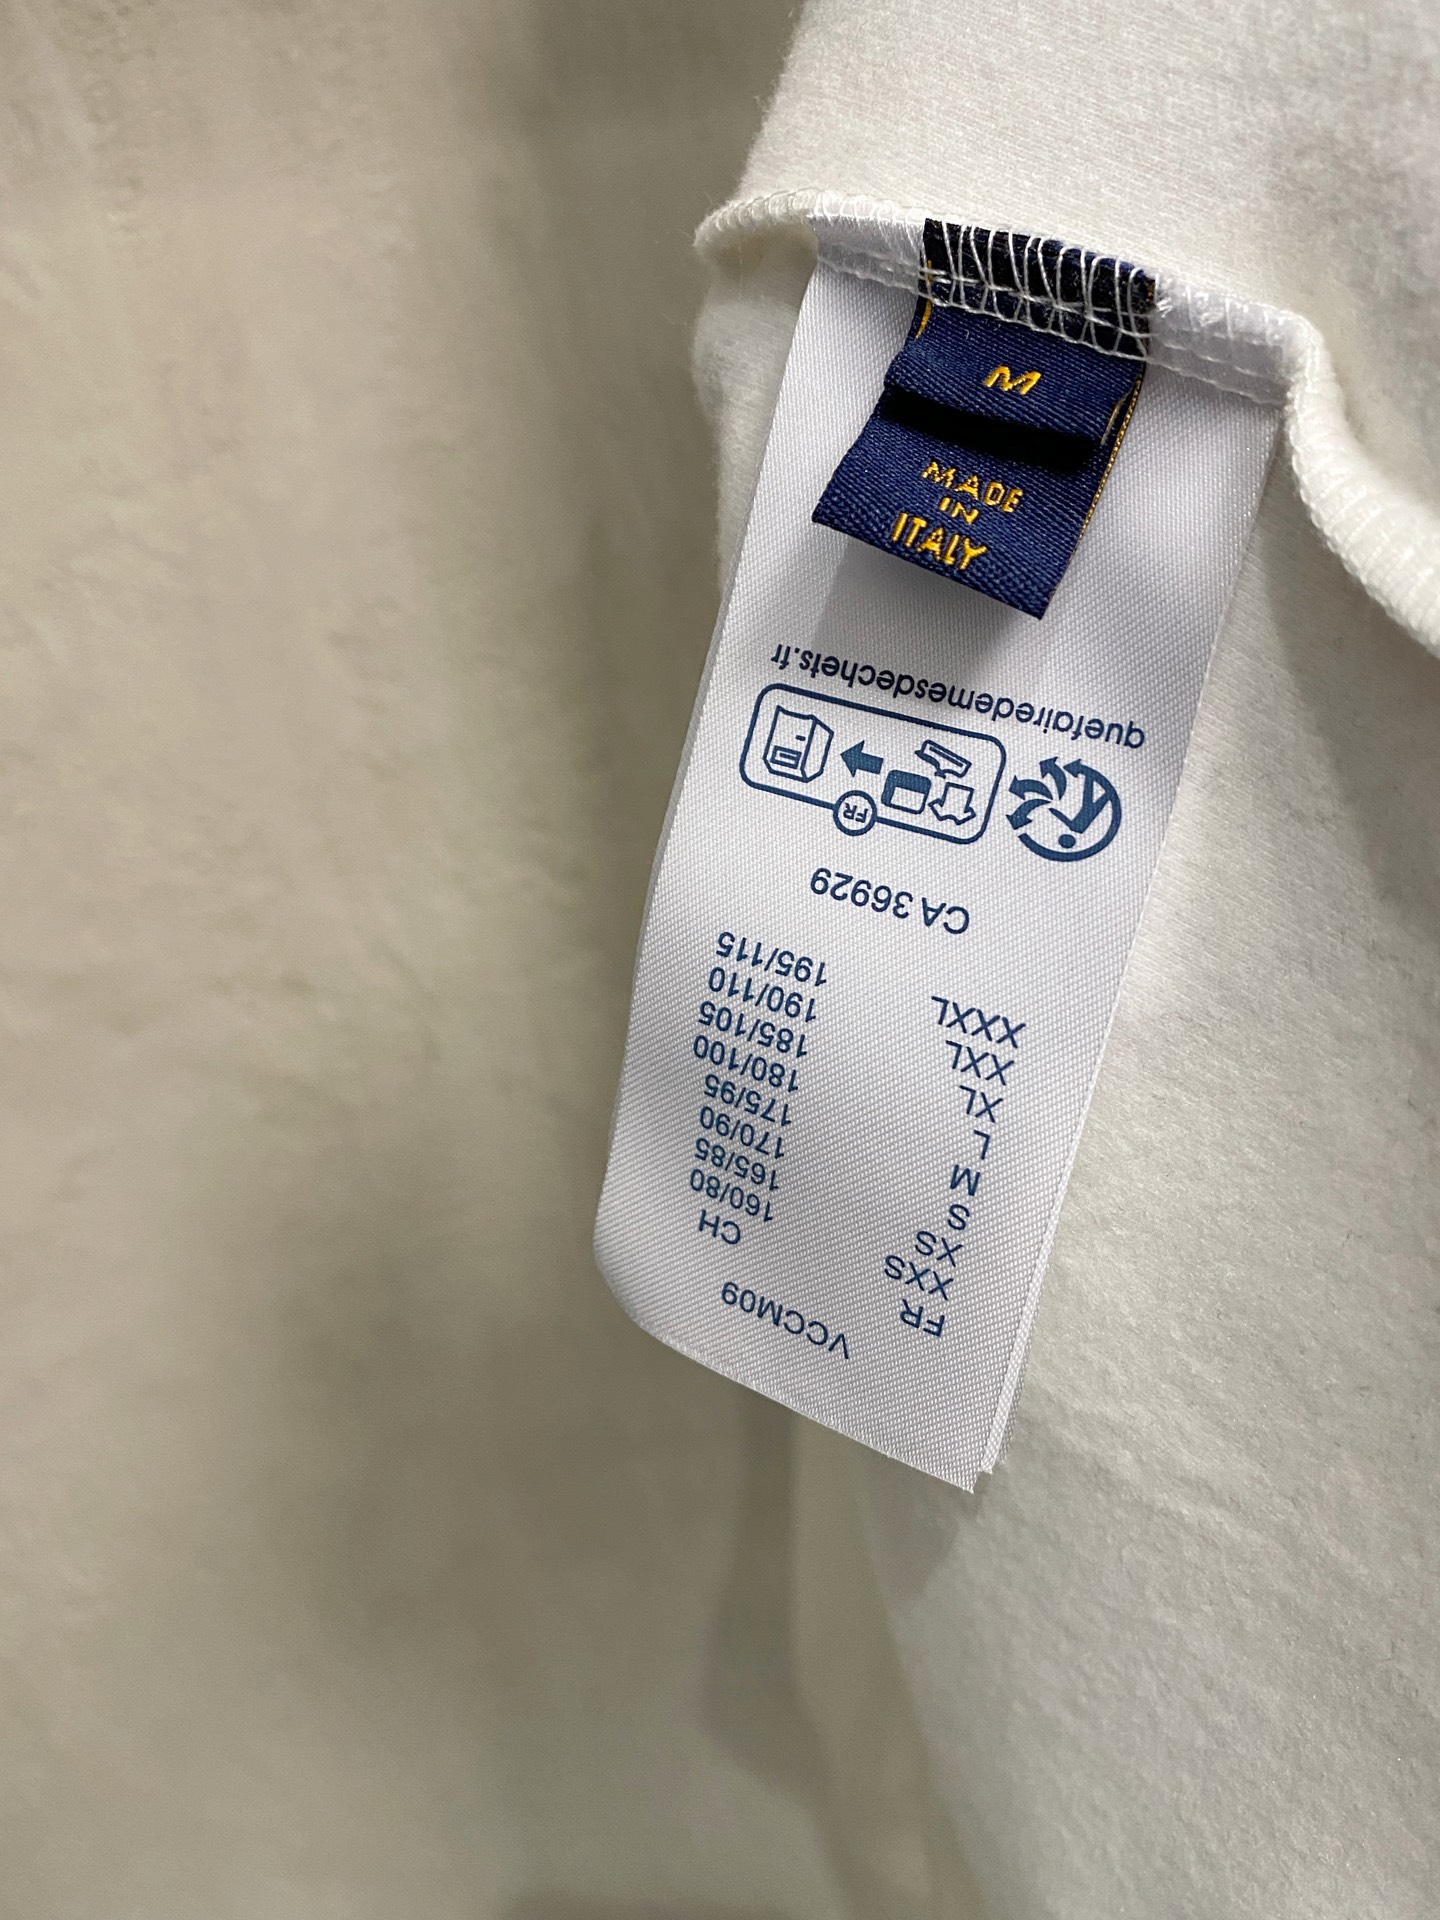 M
MADE
IN
ITALY
VCCM09
FR CH
XXS 160/80
XS 165/85
S 170/90
M 175/95
L 180/100
XL 185/105
XXL 190/110
XXXL 195/115
CA 36929
FR
quefairedemesdechets.fr